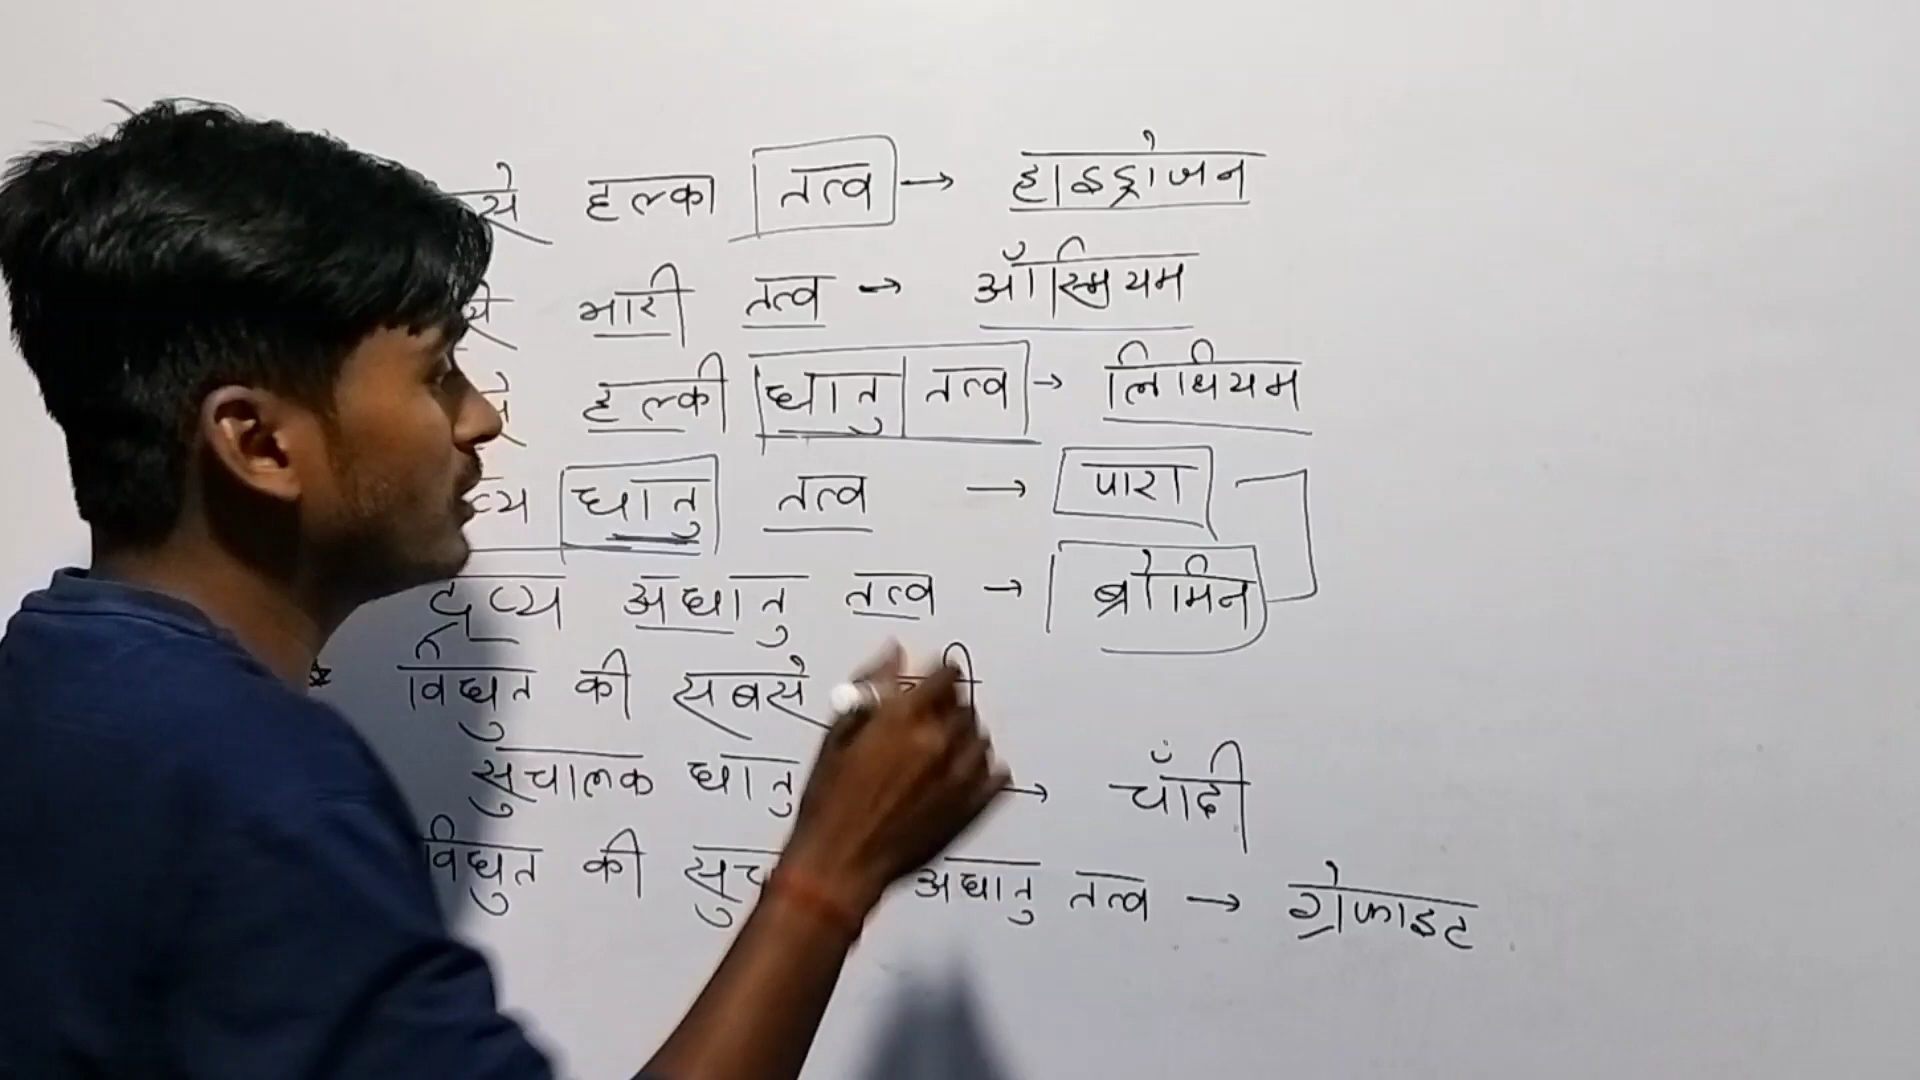 से हल्का तत्व → हाइड्रोजन
से भारी तत्व → ऑस्मियम
से हल्की धातु तत्व → लिथियम
धातु तत्व → पारा
द्रव्य अधातु तत्व → ब्रोमिन
* विधुत की सबसे
सुचालक धातु → चाँदी
विधुत की अधातु तत्व → ग्रेफाइट